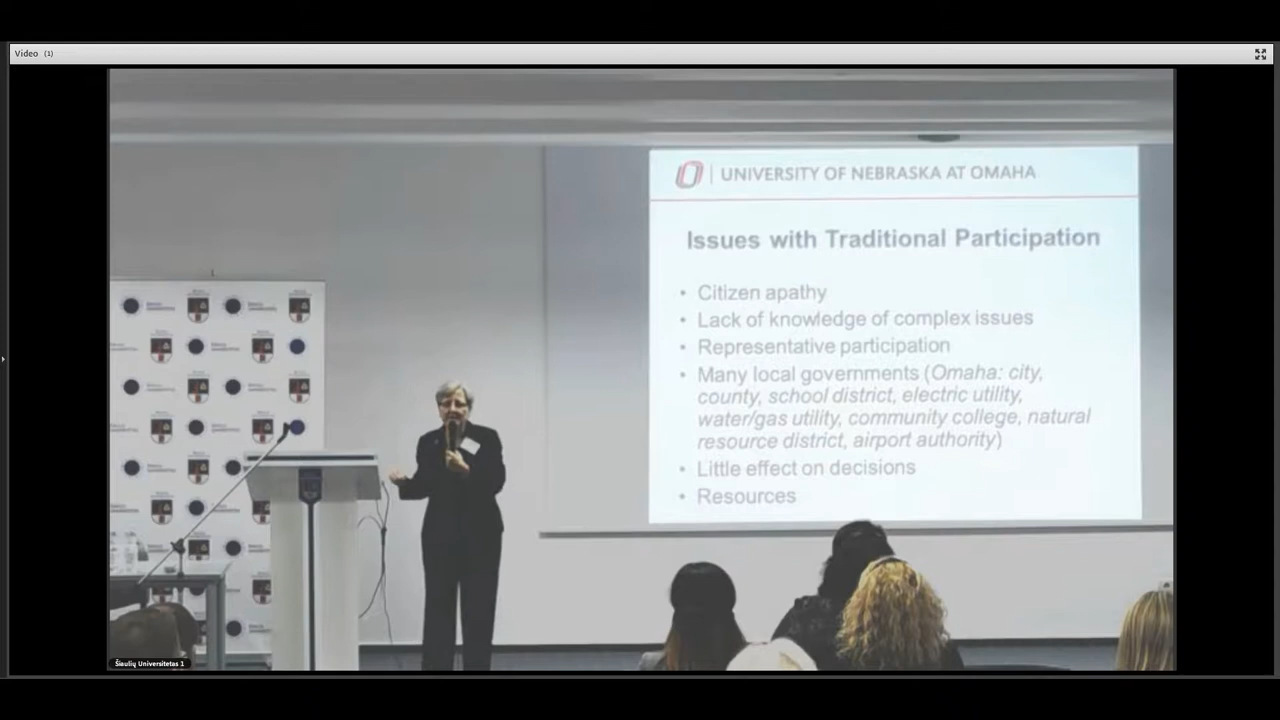 Video (1)
UNIVERSITY OF NEBRASKA AT OMAHA
Issues with Traditional Participation
• Citizen apathy
• Lack of knowledge of complex issues
• Representative participation
• Many local governments (Omaha: city,
county, school district, electric utility,
water/gas utility, community college, natural
resource district, airport authority)
• Little effect on decisions
• Resources
Šiaulių Universitetas 1